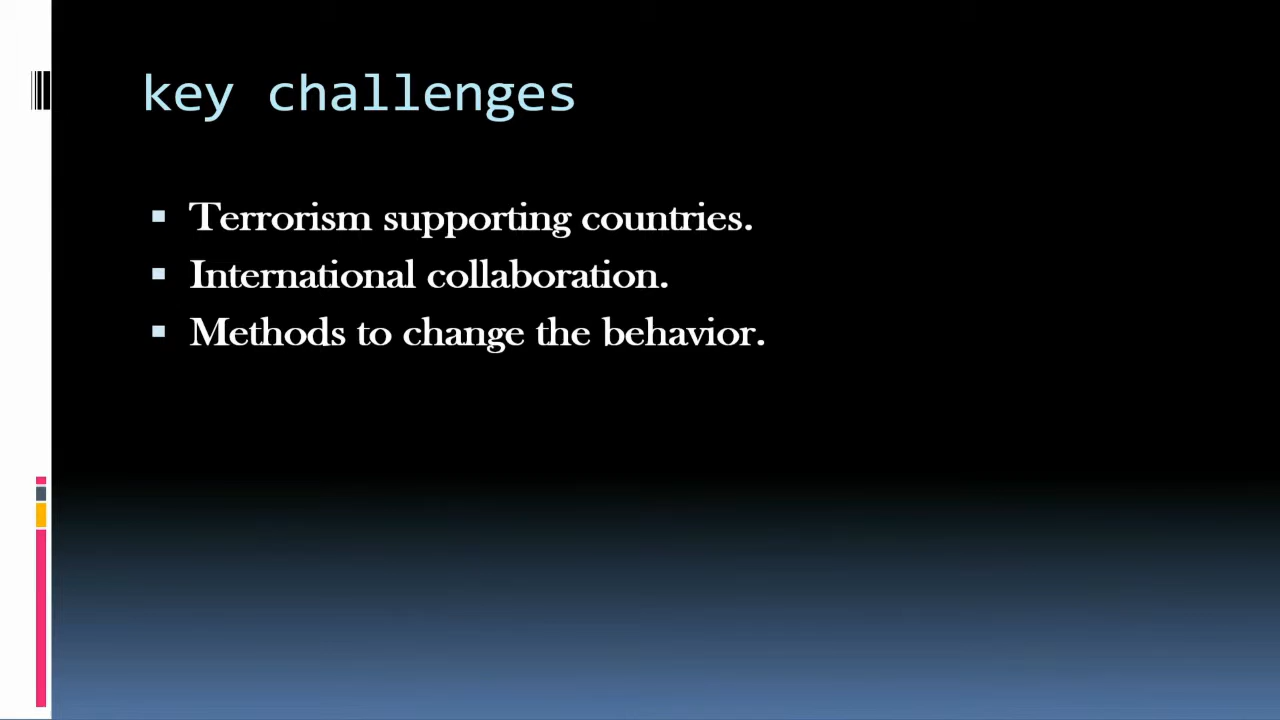 key challenges
Terrorism supporting countries.
International collaboration.
Methods to change the behavior.